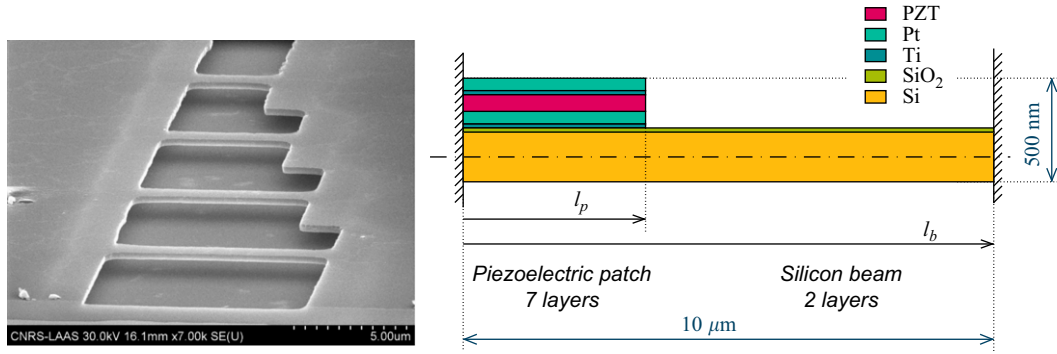 CNRS-LAAS 30.0kV 16.1mm x7.00k SE(U)
5.00um
PZT
Pt
Ti
SiO2
Si
500 nm
lp
lb
Piezoelectric patch
7 layers
Silicon beam
2 layers
10 μm